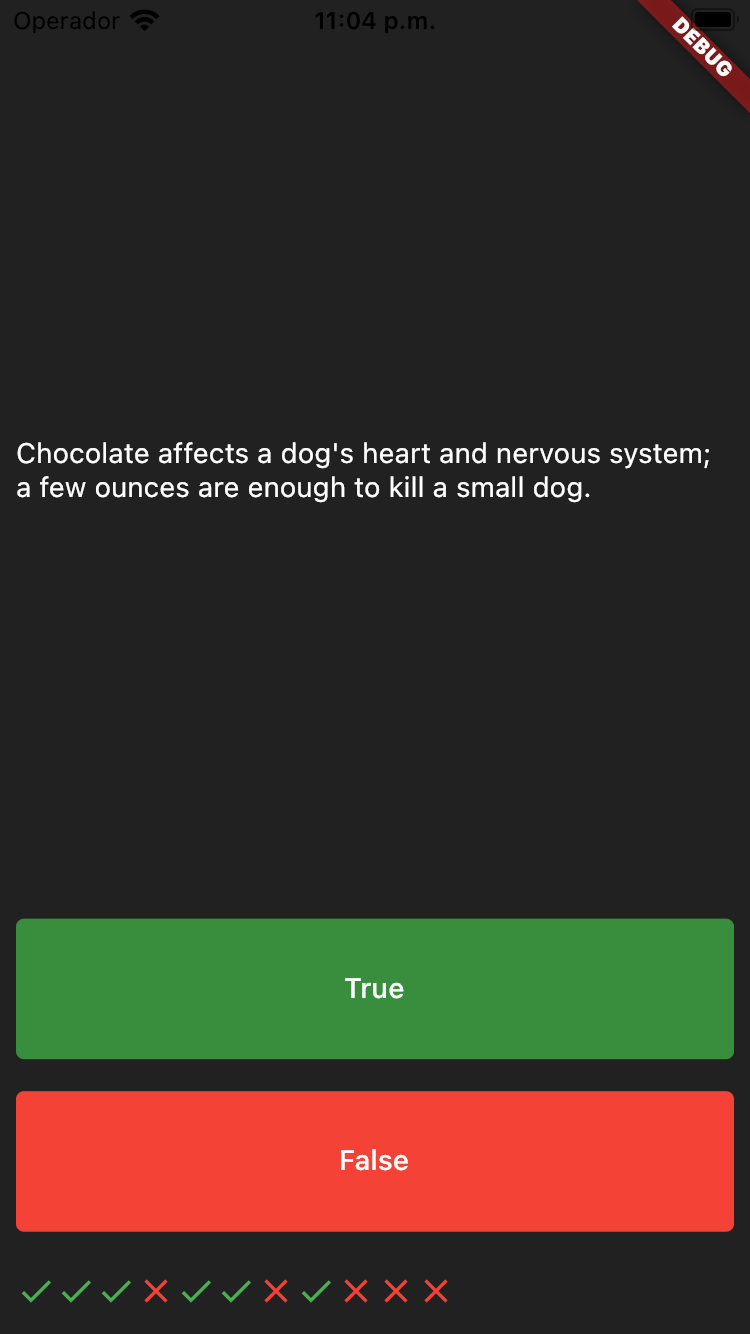 Operador
11:04 p.m.
DEBUG
Chocolate affects a dog's heart and nervous system;
a few ounces are enough to kill a small dog.
True
False